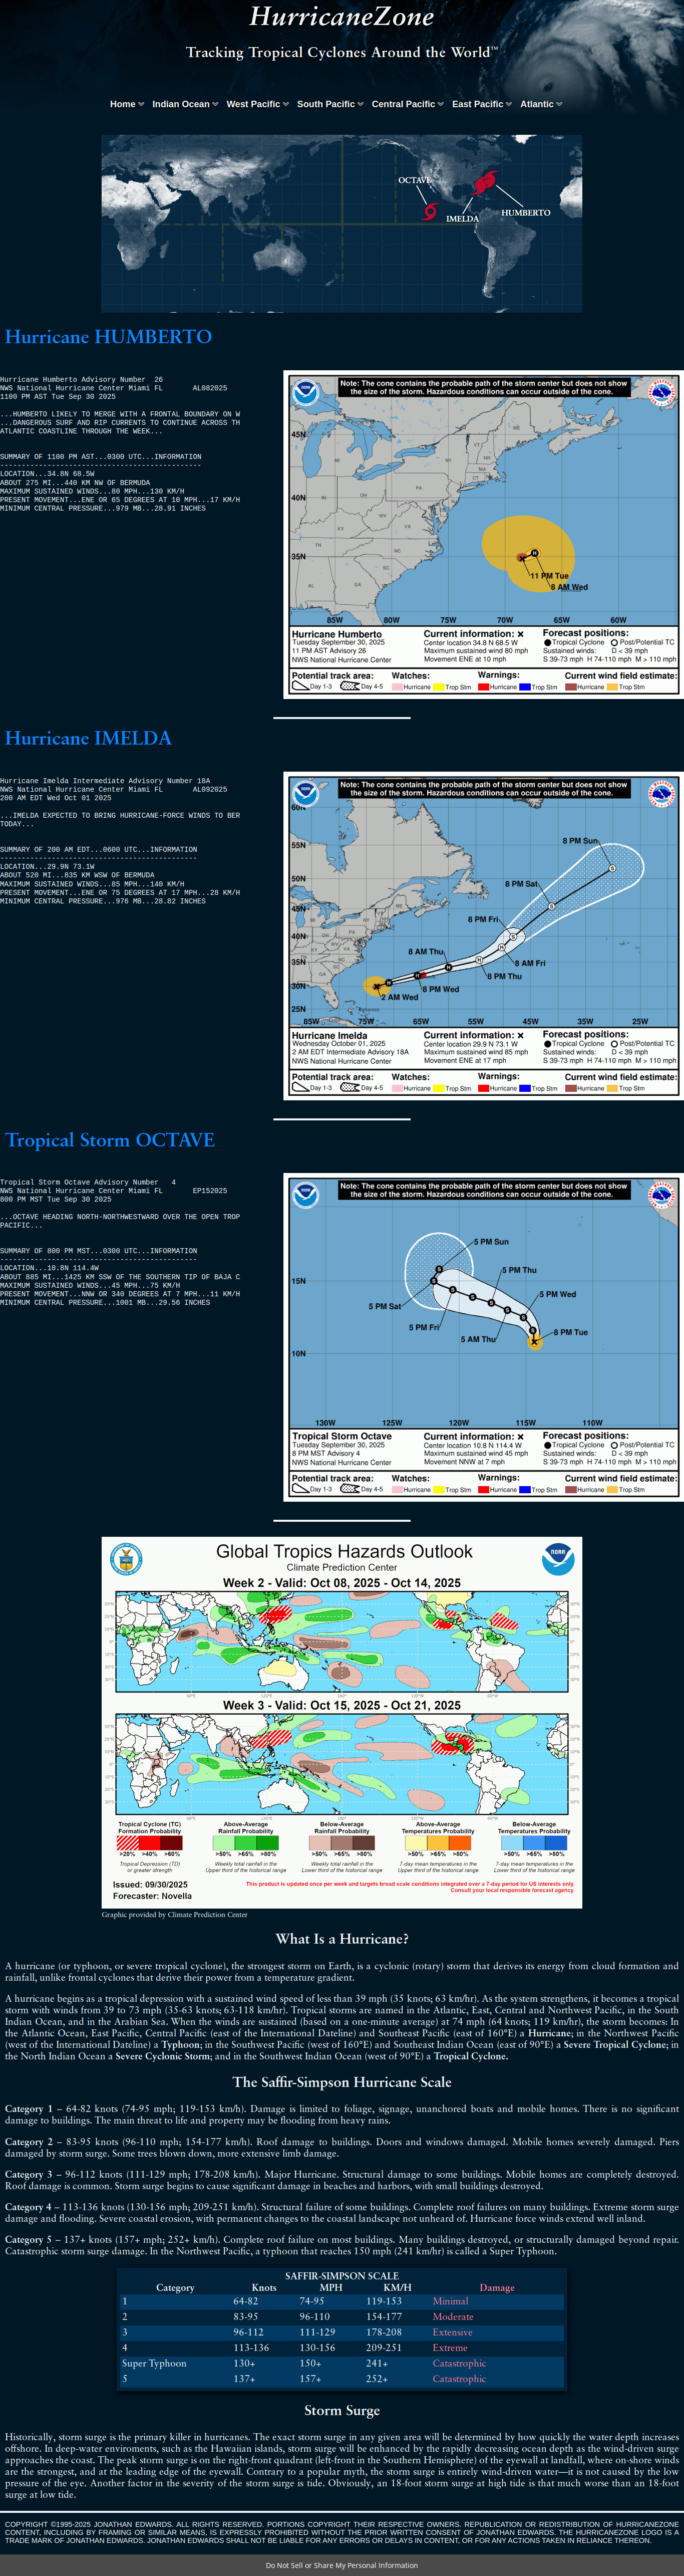 HurricaneZone
Tracking Tropical Cyclones Around the World™
Home Indian Ocean West Pacific South Pacific Central Pacific East Pacific Atlantic
OCTAVE
IMELDA
HUMBERTO
Hurricane HUMBERTO
Hurricane Humberto Advisory Number 26
NWS National Hurricane Center Miami FL AL082025
1100 PM AST Tue Sep 30 2025
...HUMBERTO LIKELY TO MERGE WITH A FRONTAL BOUNDARY ON W
...DANGEROUS SURF AND RIP CURRENTS TO CONTINUE ACROSS TH
ATLANTIC COASTLINE THROUGH THE WEEK...
SUMMARY OF 1100 PM AST...0300 UTC...INFORMATION
-----------------------------------------------
LOCATION...34.8N 68.5W
ABOUT 275 MI...440 KM NW OF BERMUDA
MAXIMUM SUSTAINED WINDS...80 MPH...130 KM/H
PRESENT MOVEMENT...ENE OR 65 DEGREES AT 10 MPH...17 KM/H
MINIMUM CENTRAL PRESSURE...979 MB...28.91 INCHES
Note: The cone contains the probable path of the storm center but does not show
the size of the storm. Hazardous conditions can occur outside of the cone.
45N
40N
35N
11 PM Tue
8 AM Wed
85W 80W 75W 70W 65W 60W
Hurricane Humberto
Tuesday September 30, 2025
11 PM AST Advisory 26
NWS National Hurricane Center
Current information: x
Center location 34.8 N 68.5 W
Maximum sustained wind 80 mph
Movement ENE at 10 mph
Forecast positions:
Tropical Cyclone Post/Potential TC
Sustained winds: D < 39 mph
S 39-73 mph H 74-110 mph M > 110 mph
Potential track area:
Day 1-3 Day 4-5
Watches:
Hurricane Trop Stm
Warnings:
Hurricane Trop Stm
Current wind field estimate:
Hurricane Trop Stm
Hurricane IMELDA
Hurricane Imelda Intermediate Advisory Number 18A
NWS National Hurricane Center Miami FL AL092025
200 AM EDT Wed Oct 01 2025
...IMELDA EXPECTED TO BRING HURRICANE-FORCE WINDS TO BER
TODAY...
SUMMARY OF 200 AM EDT...0600 UTC...INFORMATION
----------------------------------------------
LOCATION...29.9N 73.1W
ABOUT 520 MI...835 KM WSW OF BERMUDA
MAXIMUM SUSTAINED WINDS...85 MPH...140 KM/H
PRESENT MOVEMENT...ENE OR 75 DEGREES AT 17 MPH...28 KM/H
MINIMUM CENTRAL PRESSURE...976 MB...28.82 INCHES
Note: The cone contains the probable path of the storm center but does not show
the size of the storm. Hazardous conditions can occur outside of the cone.
60N
55N
50N
45N
40N
35N
30N
25N
8 PM Sun
8 PM Sat
8 PM Fri
8 AM Fri
8 AM Thu
8 PM Thu
8 PM Wed
2 AM Wed
85W 75W 65W 55W 45W 35W 25W
Hurricane Imelda
Wednesday October 01, 2025
2 AM EDT Intermediate Advisory 18A
NWS National Hurricane Center
Current information: x
Center location 29.9 N 73.1 W
Maximum sustained wind 85 mph
Movement ENE at 17 mph
Forecast positions:
Tropical Cyclone Post/Potential TC
Sustained winds: D < 39 mph
S 39-73 mph H 74-110 mph M > 110 mph
Potential track area:
Day 1-3 Day 4-5
Watches:
Hurricane Trop Stm
Warnings:
Hurricane Trop Stm
Current wind field estimate:
Hurricane Trop Stm
Tropical Storm OCTAVE
Tropical Storm Octave Advisory Number 4
NWS National Hurricane Center Miami FL EP152025
800 PM MST Tue Sep 30 2025
...OCTAVE HEADING NORTH-NORTHWESTWARD OVER THE OPEN TROP
PACIFIC...
SUMMARY OF 800 PM MST...0300 UTC...INFORMATION
----------------------------------------------
LOCATION...10.8N 114.4W
ABOUT 885 MI...1425 KM SSW OF THE SOUTHERN TIP OF BAJA C
MAXIMUM SUSTAINED WINDS...45 MPH...75 KM/H
PRESENT MOVEMENT...NNW OR 340 DEGREES AT 7 MPH...11 KM/H
MINIMUM CENTRAL PRESSURE...1001 MB...29.56 INCHES
Note: The cone contains the probable path of the storm center but does not show
the size of the storm. Hazardous conditions can occur outside of the cone.
15N
10N
5 PM Sun
5 PM Thu
5 PM Sat
5 PM Wed
5 PM Fri
8 PM Tue
5 AM Thu
130W 125W 120W 115W 110W
Tropical Storm Octave
Tuesday September 30, 2025
8 PM MST Advisory 4
NWS National Hurricane Center
Current information: x
Center location 10.8 N 114.4 W
Maximum sustained wind 45 mph
Movement NNW at 7 mph
Forecast positions:
Tropical Cyclone Post/Potential TC
Sustained winds: D < 39 mph
S 39-73 mph H 74-110 mph M > 110 mph
Potential track area:
Day 1-3 Day 4-5
Watches:
Hurricane Trop Stm
Warnings:
Hurricane Trop Stm
Current wind field estimate:
Hurricane Trop Stm
Global Tropics Hazards Outlook
Climate Prediction Center
Week 2 - Valid: Oct 08, 2025 - Oct 14, 2025
Week 3 - Valid: Oct 15, 2025 - Oct 21, 2025
Tropical Cyclone (TC)
Formation Probability
>20% >40% >60%
Tropical Depression (TD)
or greater strength
Above-Average
Rainfall Probability
>50% >65% >80%
Weekly total rainfall in the
Upper third of the historical range
Below-Average
Rainfall Probability
>50% >65% >80%
Weekly total rainfall in the
Lower third of the historical range
Above-Average
Temperatures Probability
>50% >65% >80%
7-day mean temperatures in the
Upper third of the historical range
Below-Average
Temperatures Probability
>50% >65% >80%
7-day mean temperatures in the
Lower third of the historical range
Issued: 09/30/2025
Forecaster: Novella
This product is updated once per week and targets broad scale conditions integrated over a 7-day period for US interests only.
Consult your local responsible forecast agency.
Graphic provided by Climate Prediction Center
What Is a Hurricane?
A hurricane (or typhoon, or severe tropical cyclone), the strongest storm on Earth, is a cyclonic (rotary) storm that derives its energy from cloud formation and
rainfall, unlike frontal cyclones that derive their power from a temperature gradient.
A hurricane begins as a tropical depression with a sustained wind speed of less than 39 mph (35 knots; 63 km/hr). As the system strengthens, it becomes a tropical
storm with winds from 39 to 73 mph (35-63 knots; 63-118 km/hr). Tropical storms are named in the Atlantic, East, Central and Northwest Pacific, in the South
Indian Ocean, and in the Arabian Sea. When the winds are sustained (based on a one-minute average) at 74 mph (64 knots; 119 km/hr), the storm becomes: In
the Atlantic Ocean, East Pacific, Central Pacific (east of the International Dateline) and Southeast Pacific (east of 160°E) a Hurricane; in the Northwest Pacific
(west of the International Dateline) a Typhoon; in the Southwest Pacific (west of 160°E) and Southeast Indian Ocean (east of 90°E) a Severe Tropical Cyclone; in
the North Indian Ocean a Severe Cyclonic Storm; and in the Southwest Indian Ocean (west of 90°E) a Tropical Cyclone.
The Saffir-Simpson Hurricane Scale
Category 1 – 64-82 knots (74-95 mph; 119-153 km/h). Damage is limited to foliage, signage, unanchored boats and mobile homes. There is no significant
damage to buildings. The main threat to life and property may be flooding from heavy rains.
Category 2 – 83-95 knots (96-110 mph; 154-177 km/h). Roof damage to buildings. Doors and windows damaged. Mobile homes severely damaged. Piers
damaged by storm surge. Some trees blown down, more extensive limb damage.
Category 3 – 96-112 knots (111-129 mph; 178-208 km/h). Major Hurricane. Structural damage to some buildings. Mobile homes are completely destroyed.
Roof damage is common. Storm surge begins to cause significant damage in beaches and harbors, with small buildings destroyed.
Category 4 – 113-136 knots (130-156 mph; 209-251 km/h). Structural failure of some buildings. Complete roof failures on many buildings. Extreme storm surge
damage and flooding. Severe coastal erosion, with permanent changes to the coastal landscape not unheard of. Hurricane force winds extend well inland.
Category 5 – 137+ knots (157+ mph; 252+ km/h). Complete roof failure on most buildings. Many buildings destroyed, or structurally damaged beyond repair.
Catastrophic storm surge damage. In the Northwest Pacific, a typhoon that reaches 150 mph (241 km/hr) is called a Super Typhoon.
SAFFIR-SIMPSON SCALE
Category Knots MPH KM/H Damage
1 64-82 74-95 119-153 Minimal
2 83-95 96-110 154-177 Moderate
3 96-112 111-129 178-208 Extensive
4 113-136 130-156 209-251 Extreme
Super Typhoon 130+ 150+ 241+ Catastrophic
5 137+ 157+ 252+ Catastrophic
Storm Surge
Historically, storm surge is the primary killer in hurricanes. The exact storm surge in any given area will be determined by how quickly the water depth increases
offshore. In deep-water enviroments, such as the Hawaiian islands, storm surge will be enhanced by the rapidly decreasing ocean depth as the wind-driven surge
approaches the coast. The peak storm surge is on the right-front quadrant (left-front in the Southern Hemisphere) of the eyewall at landfall, where on-shore winds
are the strongest, and at the leading edge of the eyewall. Contrary to a popular myth, the storm surge is entirely wind-driven water—it is not caused by the low
pressure of the eye. Another factor in the severity of the storm surge is tide. Obviously, an 18-foot storm surge at high tide is that much worse than an 18-foot
surge at low tide.
COPYRIGHT ©1995-2025 JONATHAN EDWARDS. ALL RIGHTS RESERVED. PORTIONS COPYRIGHT THEIR RESPECTIVE OWNERS. REPUBLICATION OR REDISTRIBUTION OF HURRICANEZONE
CONTENT, INCLUDING BY FRAMING OR SIMILAR MEANS, IS EXPRESSLY PROHIBITED WITHOUT THE PRIOR WRITTEN CONSENT OF JONATHAN EDWARDS. THE HURRICANEZONE LOGO IS A
TRADE MARK OF JONATHAN EDWARDS. JONATHAN EDWARDS SHALL NOT BE LIABLE FOR ANY ERRORS OR DELAYS IN CONTENT, OR FOR ANY ACTIONS TAKEN IN RELIANCE THEREON.
Do Not Sell or Share My Personal Information